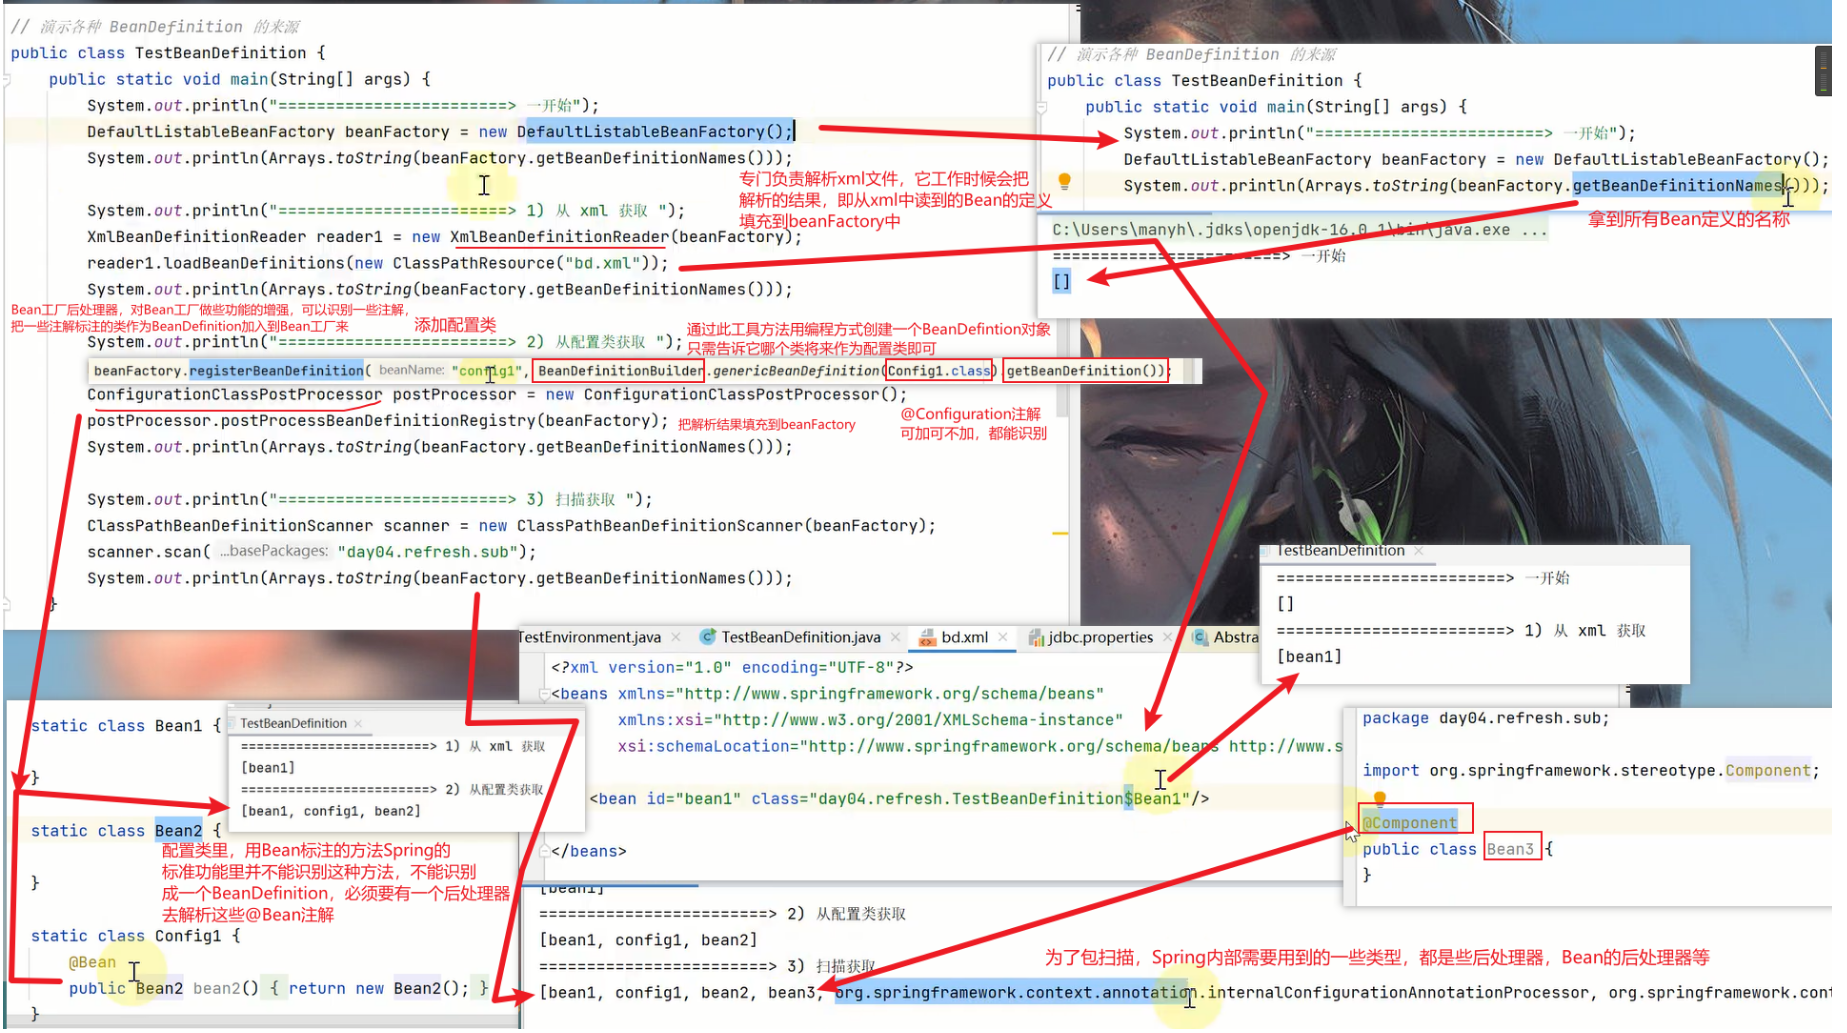 // 演示各种 BeanDefinition 的来源
public class TestBeanDefinition {
public static void main(String[] args) {
System.out.println("========================> 一开始");
DefaultListableBeanFactory beanFactory = new DefaultListableBeanFactory();
System.out.println(Arrays.toString(beanFactory.getBeanDefinitionNames()));
System.out.println("========================> 1) 从 xml 获取 ");
XmlBeanDefinitionReader reader1 = new XmlBeanDefinitionReader(beanFactory);
reader1.loadBeanDefinitions(new ClassPathResource("bd.xml"));
System.out.println(Arrays.toString(beanFactory.getBeanDefinitionNames()));
专门负责解析xml文件，它工作时候会把
解析的结果，即从xml中读到的Bean的定义
填充到beanFactory中
Bean工厂后处理器，对Bean工厂做些功能的增强，可以识别一些注解，
把一些注解标注的类作为BeanDefinition加入到Bean工厂来
添加配置类
System.out.println("========================> 2) 从配置类获取 ");
通过此工具方法用编程方式创建一个BeanDefintion对象
只需告诉它哪个类将来作为配置类即可
beanFactory.registerBeanDefinition( beanName: "config1", BeanDefinitionBuilder.genericBeanDefinition(Config1.class).getBeanDefinition());
ConfigurationClassPostProcessor postProcessor = new ConfigurationClassPostProcessor();
postProcessor.postProcessBeanDefinitionRegistry(beanFactory);
把解析结果填充到beanFactory
@Configuration注解
可加可不加，都能识别
System.out.println(Arrays.toString(beanFactory.getBeanDefinitionNames()));
System.out.println("========================> 3) 扫描获取 ");
ClassPathBeanDefinitionScanner scanner = new ClassPathBeanDefinitionScanner(beanFactory);
scanner.scan( ...basePackages: "day04.refresh.sub");
System.out.println(Arrays.toString(beanFactory.getBeanDefinitionNames()));
}
// 演示各种 BeanDefinition 的来源
public class TestBeanDefinition {
public static void main(String[] args) {
System.out.println("========================> 一开始");
DefaultListableBeanFactory beanFactory = new DefaultListableBeanFactory();
System.out.println(Arrays.toString(beanFactory.getBeanDefinitionNames()));
拿到所有Bean定义的名称
C:\Users\manyh\.jdks\openjdk-16.0.1\bin\java.exe ...
========================> 一开始
[]
TestBeanDefinition
========================> 一开始
[]
========================> 1) 从 xml 获取
[bean1]
TestEnvironment.java
TestBeanDefinition.java
bd.xml
jdbc.properties
Abstra
<?xml version="1.0" encoding="UTF-8"?>
<beans xmlns="http://www.springframework.org/schema/beans"
xmlns:xsi="http://www.w3.org/2001/XMLSchema-instance"
xsi:schemaLocation="http://www.springframework.org/schema/beans http://www.s
<bean id="bean1" class="day04.refresh.TestBeanDefinition$Bean1"/>
</beans>
static class Bean1 {
}
static class Bean2 {
}
TestBeanDefinition
========================> 1) 从 xml 获取
[bean1]
========================> 2) 从配置类获取
[bean1, config1, bean2]
配置类里，用Bean标注的方法Spring的
标准功能里并不能识别这种方法，不能识别
成一个BeanDefinition，必须要有一个后处理器
去解析这些@Bean注解
static class Config1 {
@Bean
public Bean2 bean2() { return new Bean2(); }
}
package day04.refresh.sub;
import org.springframework.stereotype.Component;
@Component
public class Bean3 {
}
[bean1]
========================> 2) 从配置类获取
[bean1, config1, bean2]
========================> 3) 扫描获取
为了包扫描，Spring内部需要用到的一些类型，都是些后处理器，Bean的后处理器等
[bean1, config1, bean2, bean3, org.springframework.context.annotation.internalConfigurationAnnotationProcessor, org.springframework.cont